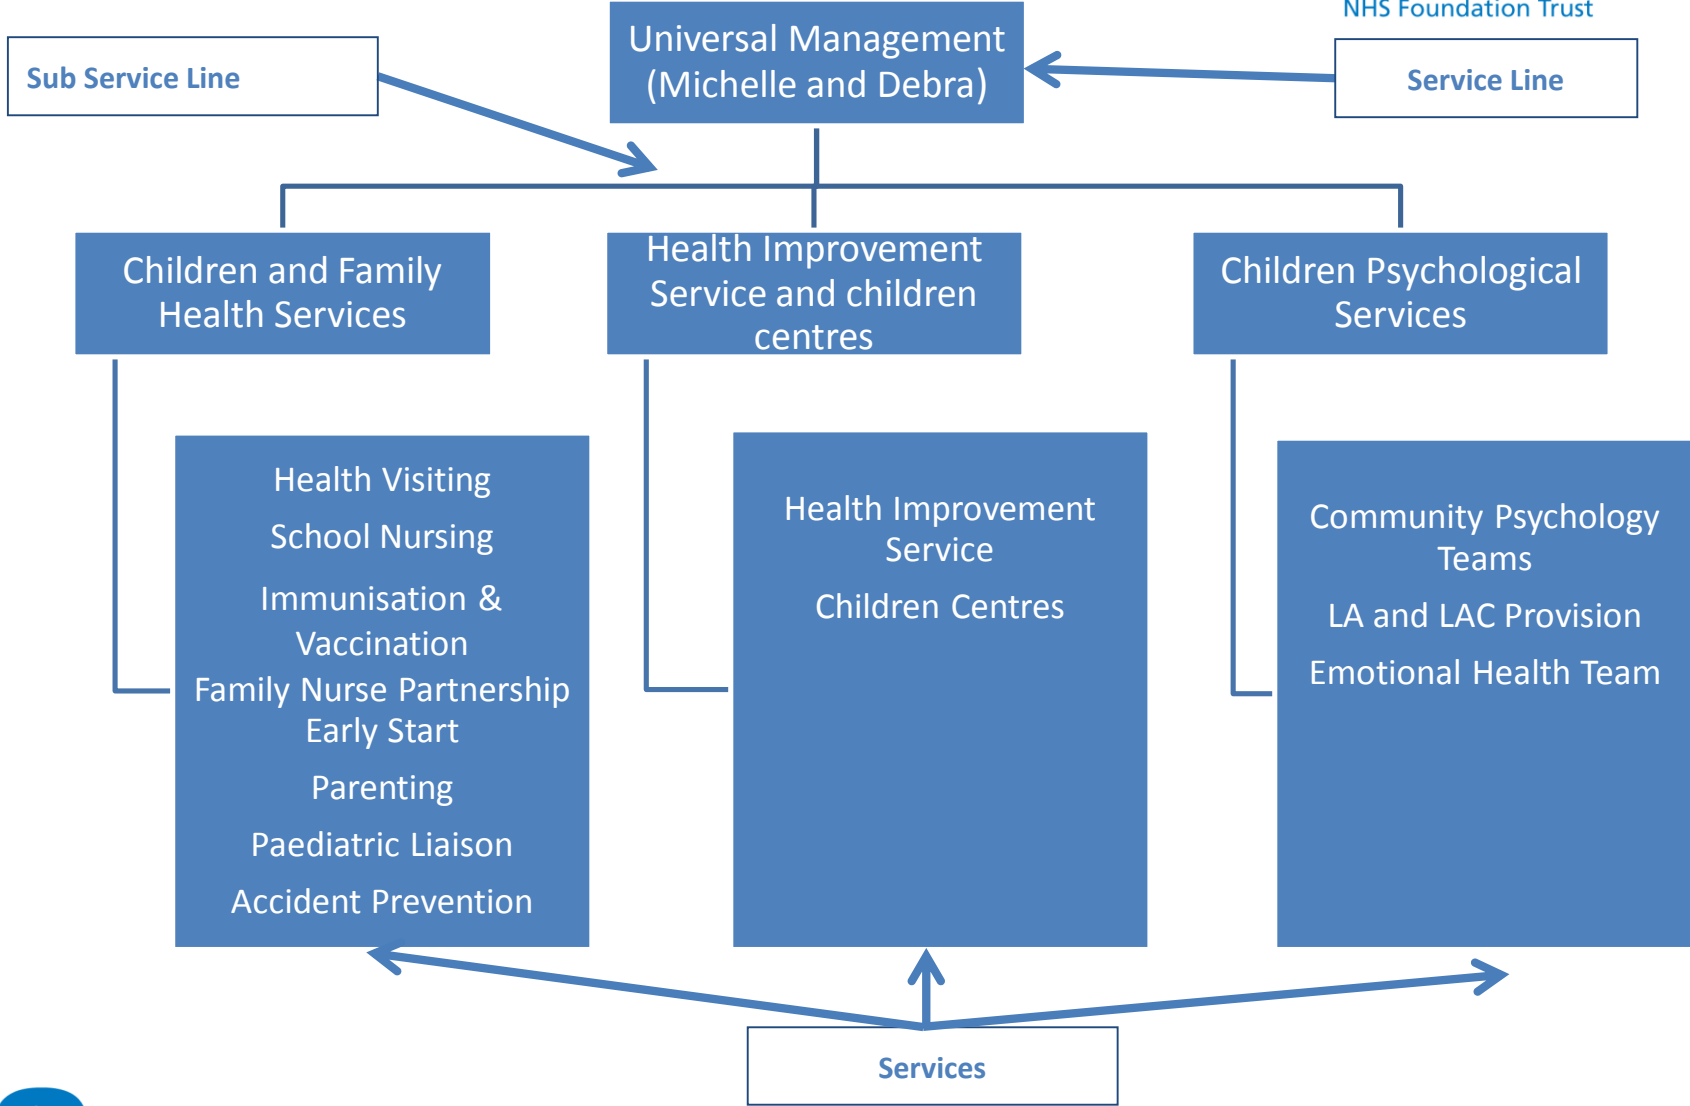 NHS Foundation Trust
Universal Management
(Michelle and Debra)
Sub Service Line
Service Line
Children and Family
Health Services
Health Improvement
Service and children
centres
Children Psychological
Services
Health Visiting
School Nursing
Immunisation &
Vaccination
Family Nurse Partnership
Early Start
Parenting
Paediatric Liaison
Accident Prevention
Health Improvement
Service
Children Centres
Community Psychology
Teams
LA and LAC Provision
Emotional Health Team
Services